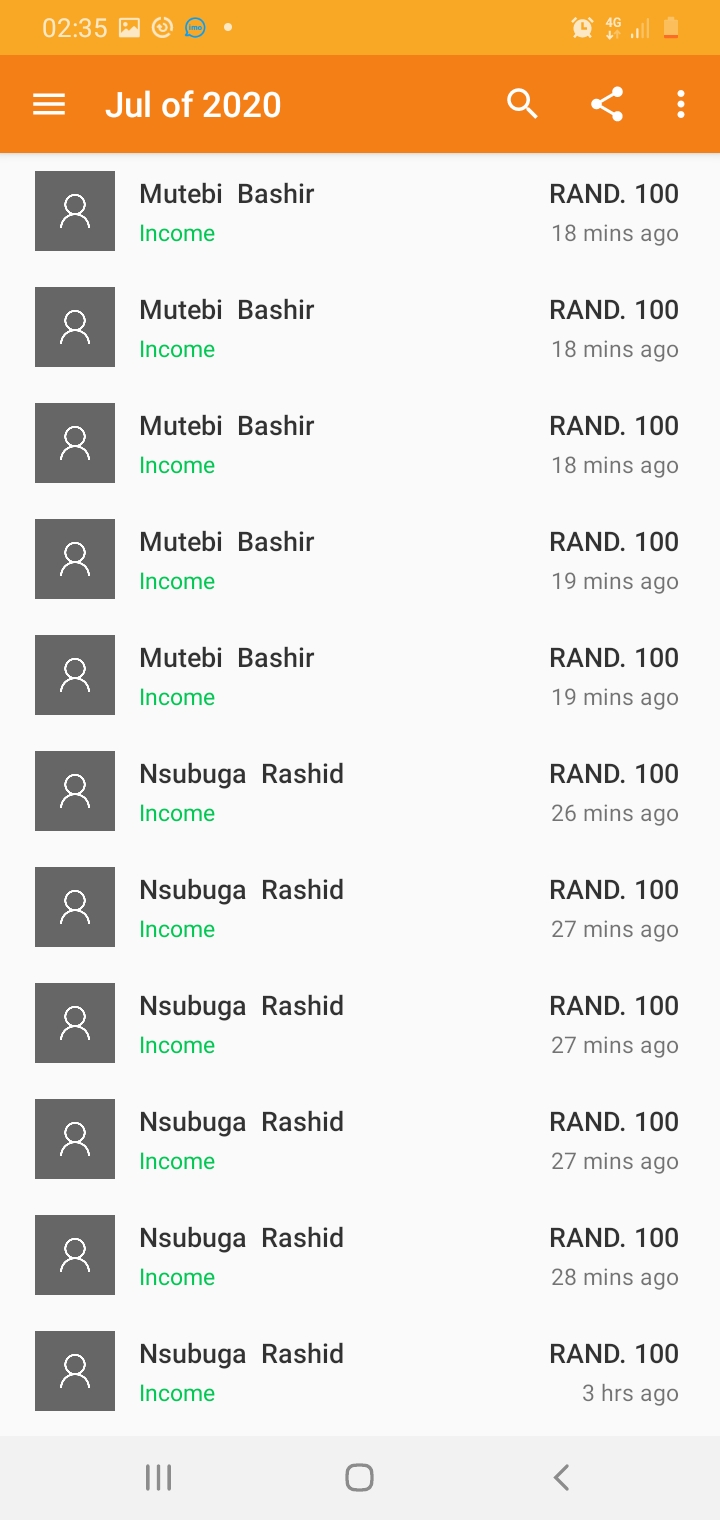 02:35
imo
4G
Jul of 2020
Mutebi Bashir RAND. 100
Income 18 mins ago
Mutebi Bashir RAND. 100
Income 18 mins ago
Mutebi Bashir RAND. 100
Income 18 mins ago
Mutebi Bashir RAND. 100
Income 19 mins ago
Mutebi Bashir RAND. 100
Income 19 mins ago
Nsubuga Rashid RAND. 100
Income 26 mins ago
Nsubuga Rashid RAND. 100
Income 27 mins ago
Nsubuga Rashid RAND. 100
Income 27 mins ago
Nsubuga Rashid RAND. 100
Income 27 mins ago
Nsubuga Rashid RAND. 100
Income 28 mins ago
Nsubuga Rashid RAND. 100
Income 3 hrs ago